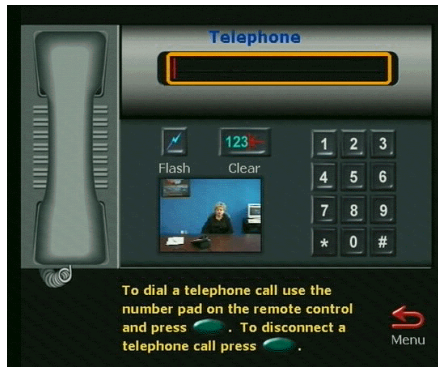 Telephone
123
Flash
Clear
1 2 3
4 5 6
7 8 9
* 0 #
To dial a telephone call use the
number pad on the remote control
and press . To disconnect a
telephone call press .
Menu